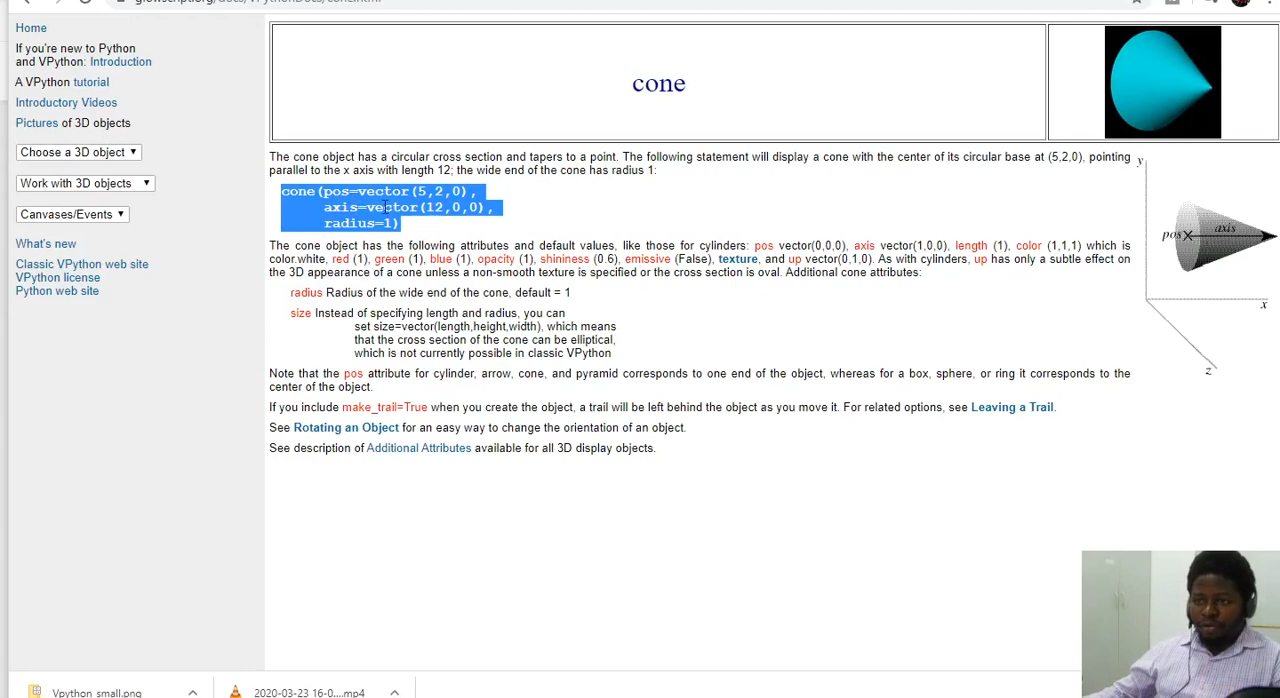 Home
If you're new to Python
and VPython: Introduction
A VPython tutorial
Introductory Videos
Pictures of 3D objects
Choose a 3D object
Work with 3D objects
Canvases/Events
What's new
Classic VPython web site
VPython license
Python web site
cone
The cone object has a circular cross section and tapers to a point. The following statement will display a cone with the center of its circular base at (5,2,0), pointing
parallel to the x axis with length 12; the wide end of the cone has radius 1:
cone(pos=vector(5,2,0),
axis=vector(12,0,0),
radius=1)
The cone object has the following attributes and default values, like those for cylinders: pos vector(0,0,0), axis vector(1,0,0), length (1), color (1,1,1) which is
color.white, red (1), green (1), blue (1), opacity (1), shininess (0.6), emissive (False), texture, and up vector(0,1,0). As with cylinders, up has only a subtle effect on
the 3D appearance of a cone unless a non-smooth texture is specified or the cross section is oval. Additional cone attributes:
radius Radius of the wide end of the cone, default = 1
size Instead of specifying length and radius, you can
set size=vector(length,height,width), which means
that the cross section of the cone can be elliptical,
which is not currently possible in classic VPython
Note that the pos attribute for cylinder, arrow, cone, and pyramid corresponds to one end of the object, whereas for a box, sphere, or ring it corresponds to the
center of the object.
If you include make_trail=True when you create the object, a trail will be left behind the object as you move it. For related options, see Leaving a Trail.
See Rotating an Object for an easy way to change the orientation of an object.
See description of Additional Attributes available for all 3D display objects.
y
pos
axis
x
z
Vpython_small.png
2020-03-23 16-0....mp4